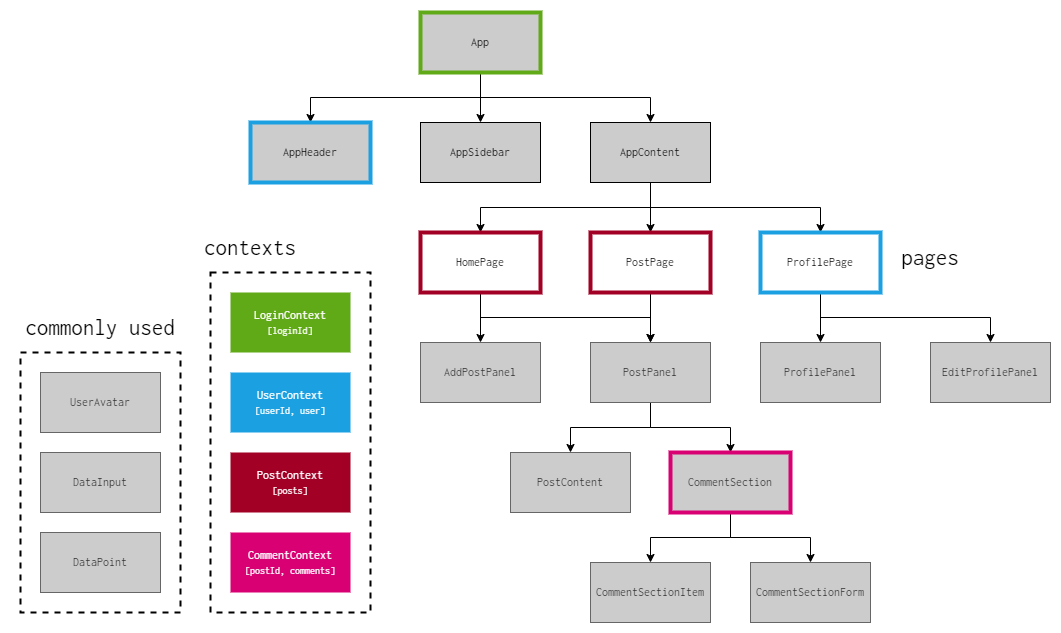 App
AppHeader
AppSidebar
AppContent
contexts
HomePage
PostPage
ProfilePage
pages
LoginContext
[loginId]
commonly used
AddPostPanel
PostPanel
ProfilePanel
EditProfilePanel
UserAvatar
UserContext
[userId, user]
DataInput
PostContext
[posts]
PostContent
CommentSection
DataPoint
CommentContext
[postId, comments]
CommentSectionItem
CommentSectionForm